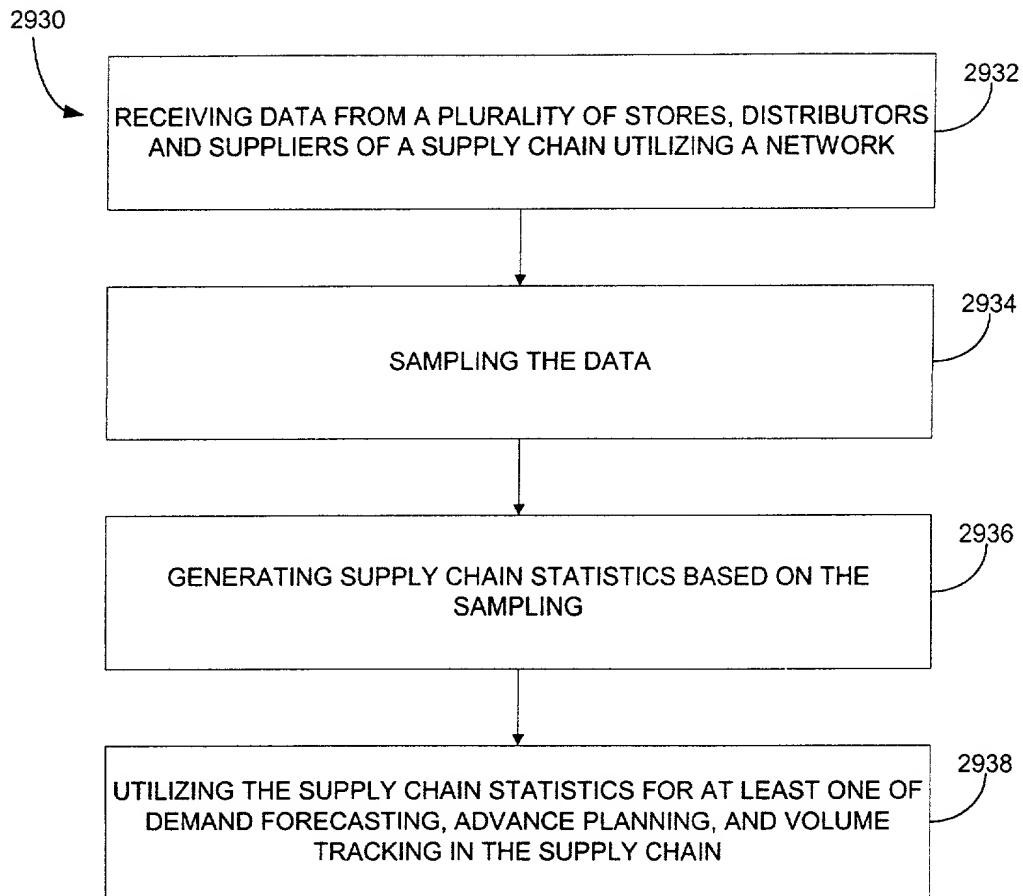 2930
2932
RECEIVING DATA FROM A PLURALITY OF STORES, DISTRIBUTORS
AND SUPPLIERS OF A SUPPLY CHAIN UTILIZING A NETWORK
2934
SAMPLING THE DATA
2936
GENERATING SUPPLY CHAIN STATISTICS BASED ON THE
SAMPLING
2938
UTILIZING THE SUPPLY CHAIN STATISTICS FOR AT LEAST ONE OF
DEMAND FORECASTING, ADVANCE PLANNING, AND VOLUME
TRACKING IN THE SUPPLY CHAIN